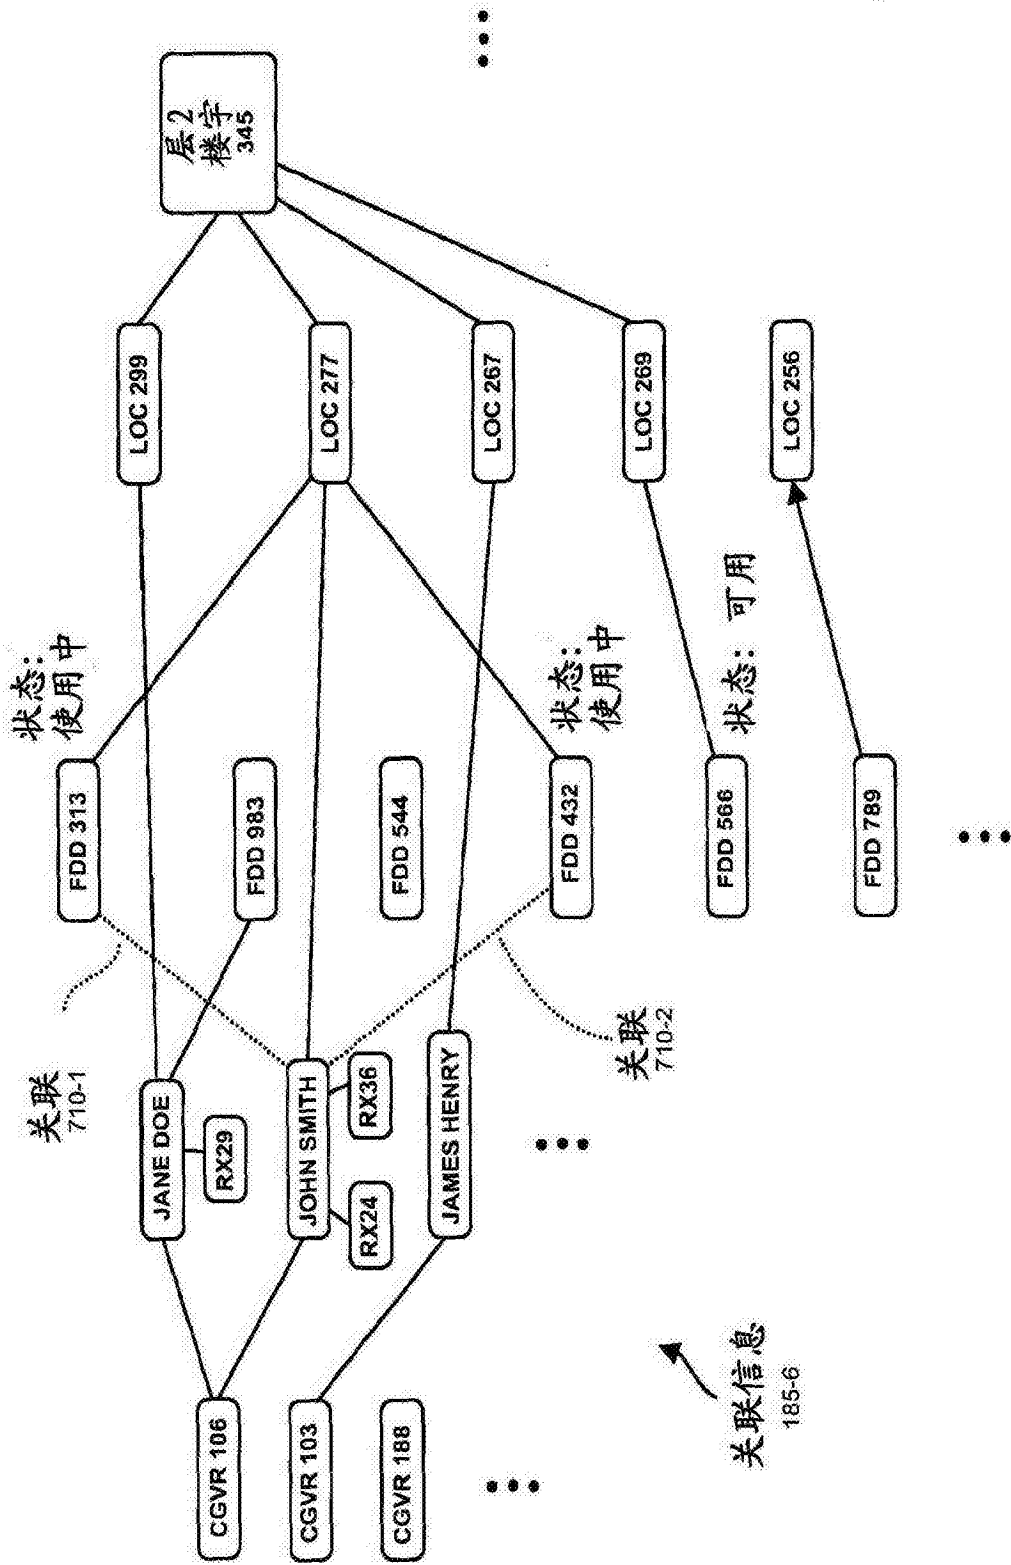 层2
楼宇
345
LOC 299
LOC 277
LOC 267
LOC 269
LOC 256
状态:
使用中
状态:
使用中
状态: 可用
FDD 313
FDD 983
FDD 544
FDD 432
FDD 566
FDD 789
关联
710-1
关联
710-2
JANE DOE
RX29
JOHN SMITH
RX24
RX36
JAMES HENRY
CGVR 106
CGVR 103
CGVR 188
关联信息
185-6